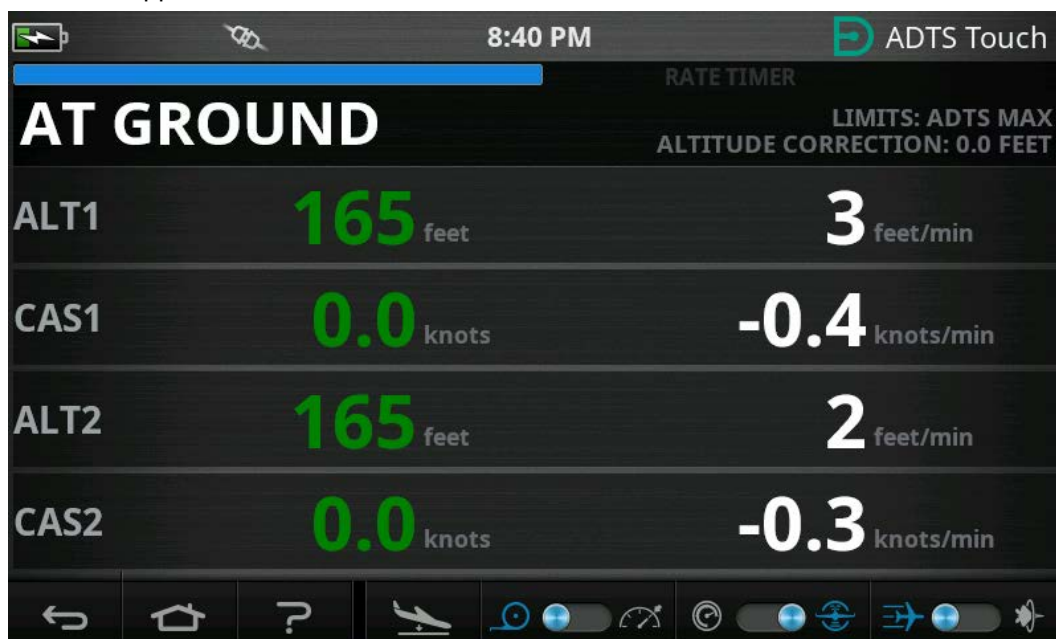 8:40 PM
ADTS Touch
RATE TIMER
AT GROUND
LIMITS: ADTS MAX
ALTITUDE CORRECTION: 0.0 FEET
ALT1 165 feet 3 feet/min
CAS1 0.0 knots -0.4 knots/min
ALT2 165 feet 2 feet/min
CAS2 0.0 knots -0.3 knots/min
?